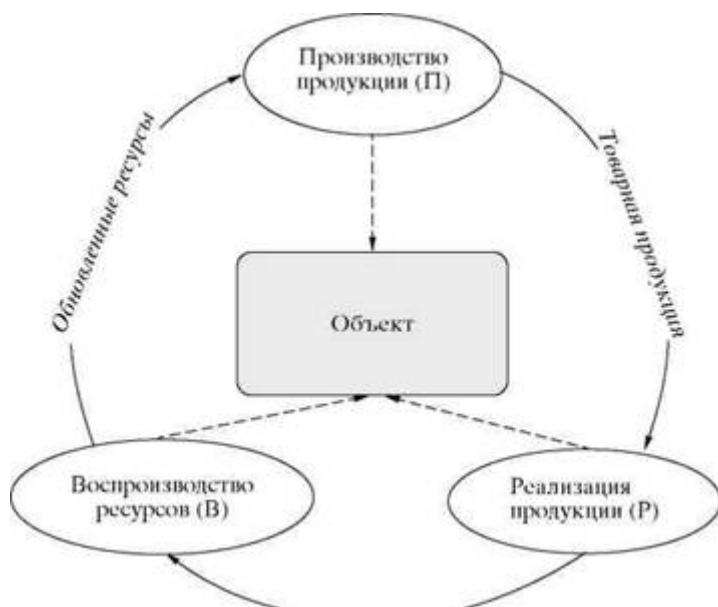 Производство
продукции (П)
Обновленные ресурсы
Товарная продукция
Объект
Воспроизводство
ресурсов (В)
Реализация
продукции (Р)